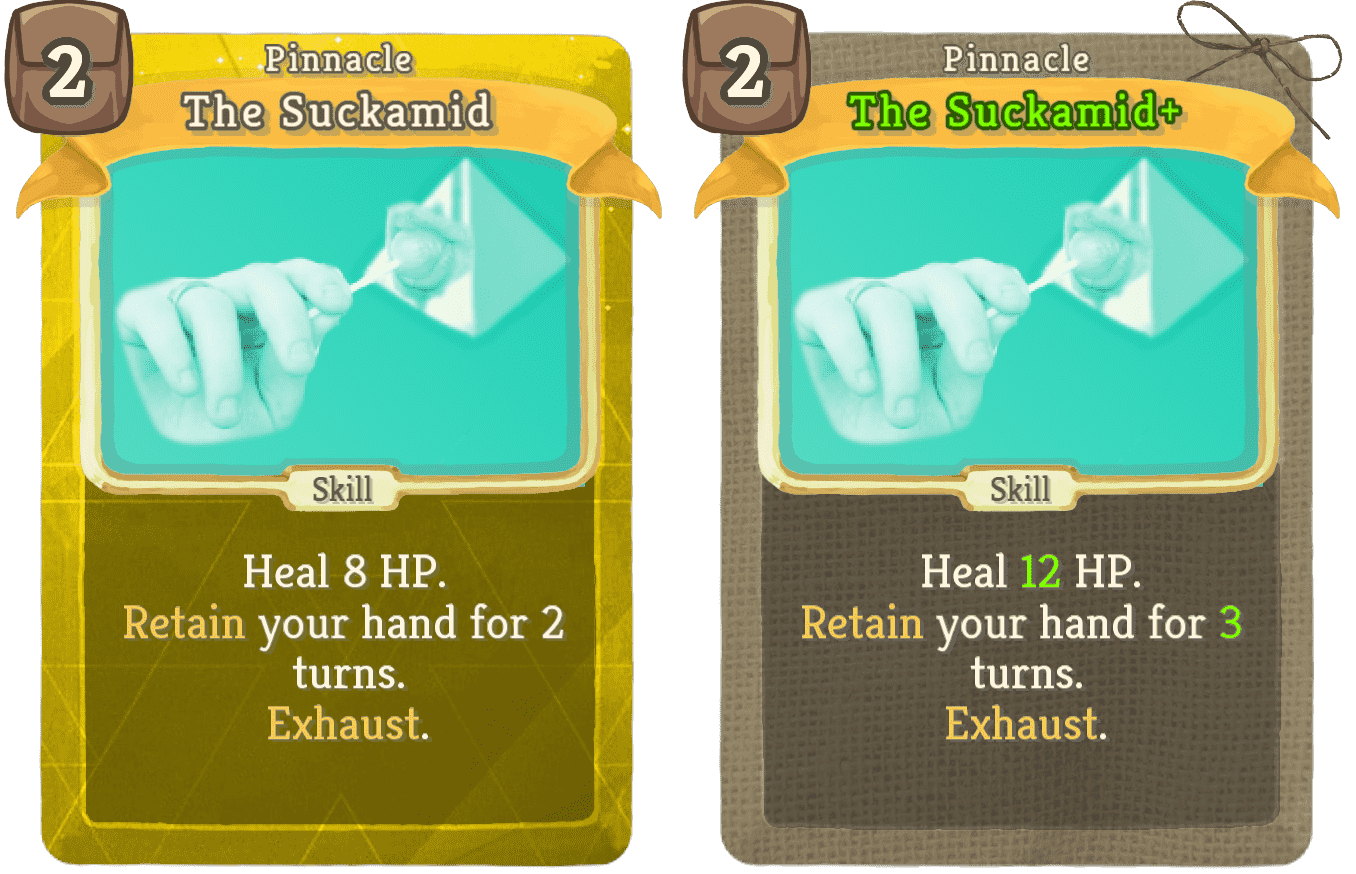 2
Pinnacle
The Suckamid
Skill
Heal 8 HP.
Retain your hand for 2
turns.
Exhaust.
2
Pinnacle
The Suckamid+
Skill
Heal 12 HP.
Retain your hand for 3
turns.
Exhaust.